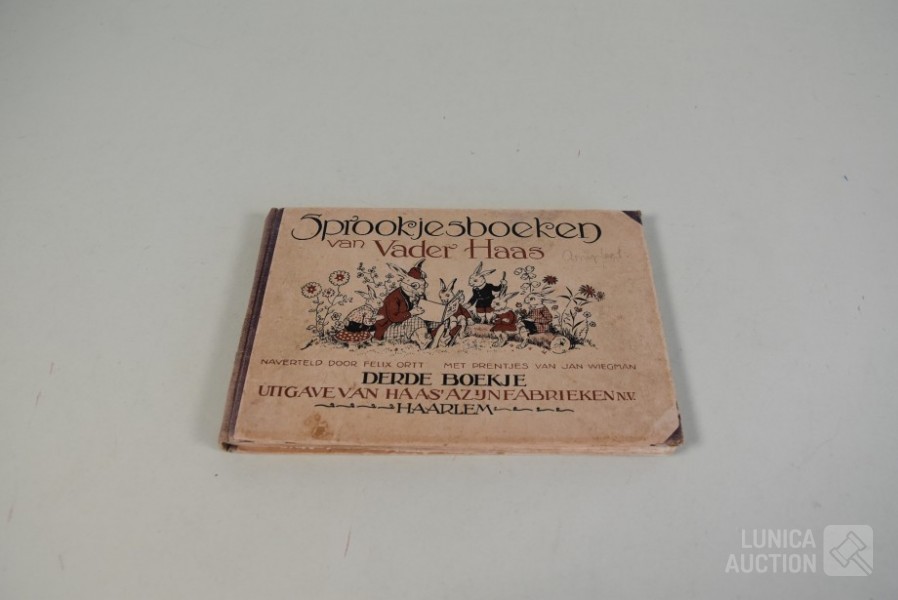 Sprookjesboeken
van Vader Haas
NAVERTELD DOOR FELIX ORTT MET PRENTJES VAN JAN WIEGMAN
DERDE BOEKJE
UITGAVE VAN HAAS' AZIJNFABRIEKEN N.V.
HAARLEM
LUNICA
AUCTION